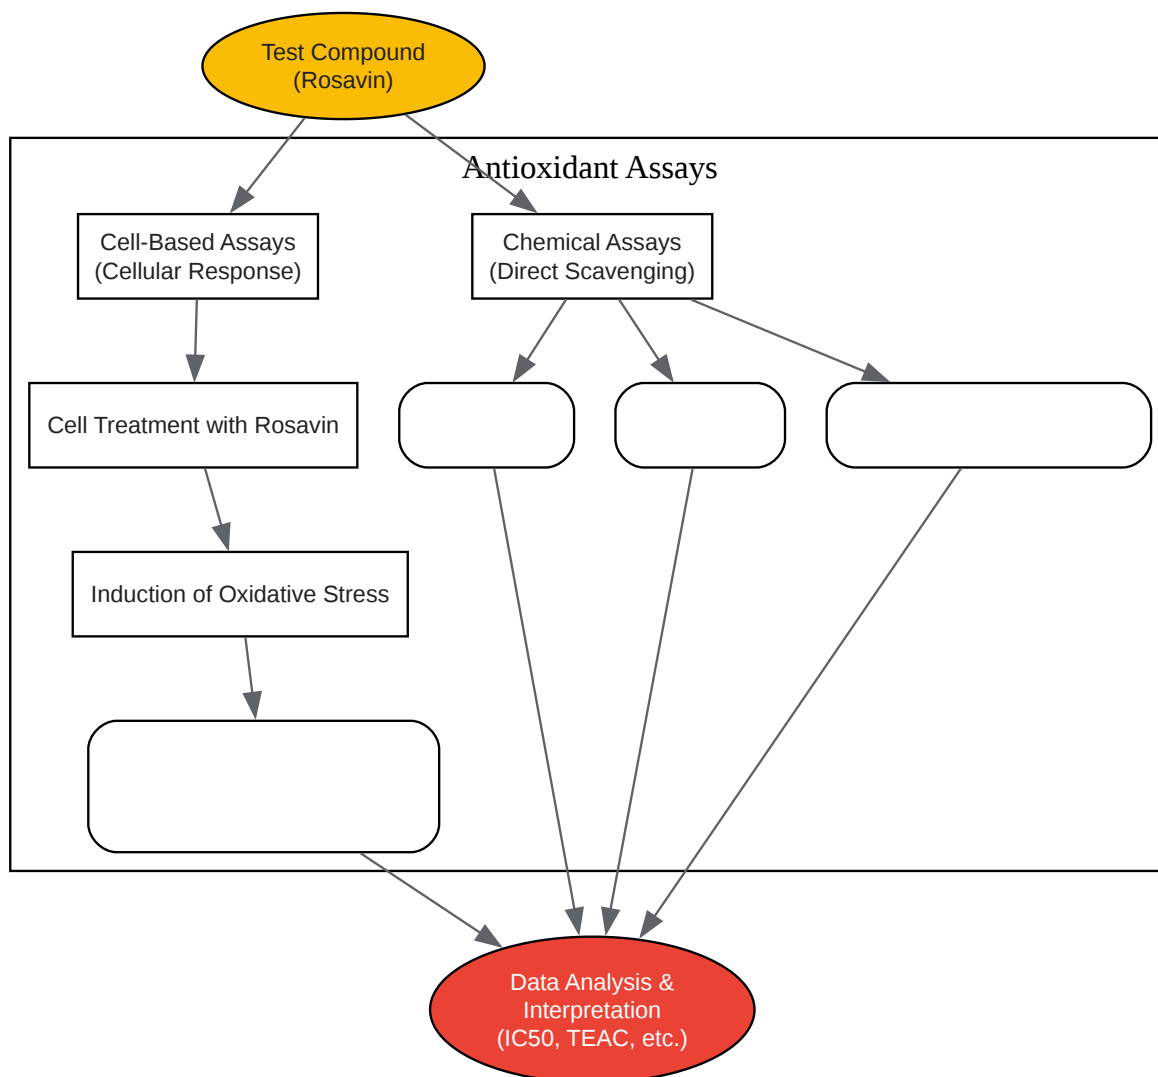 Test Compound
(Rosavin)
Antioxidant Assays
Cell-Based Assays
(Cellular Response)
Chemical Assays
(Direct Scavenging)
Cell Treatment with Rosavin
Induction of Oxidative Stress
Data Analysis &
Interpretation
(IC50, TEAC, etc.)